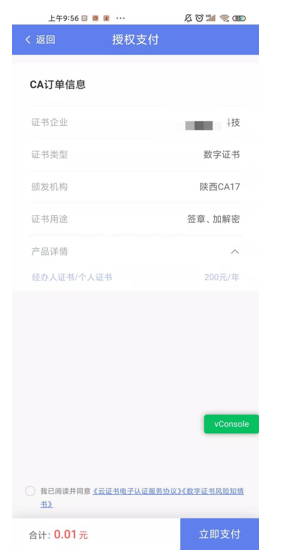 上午9:56
返回 授权支付
CA订单信息
证书企业 技
证书类型 数字证书
颁发机构 陕西CA17
证书用途 签章、加解密
产品详情
经办人证书/个人证书 200元/年
vConsole
我已阅读并同意《云证书电子认证服务协议》《数字证书风险知情
书》
合计: 0.01元 立即支付